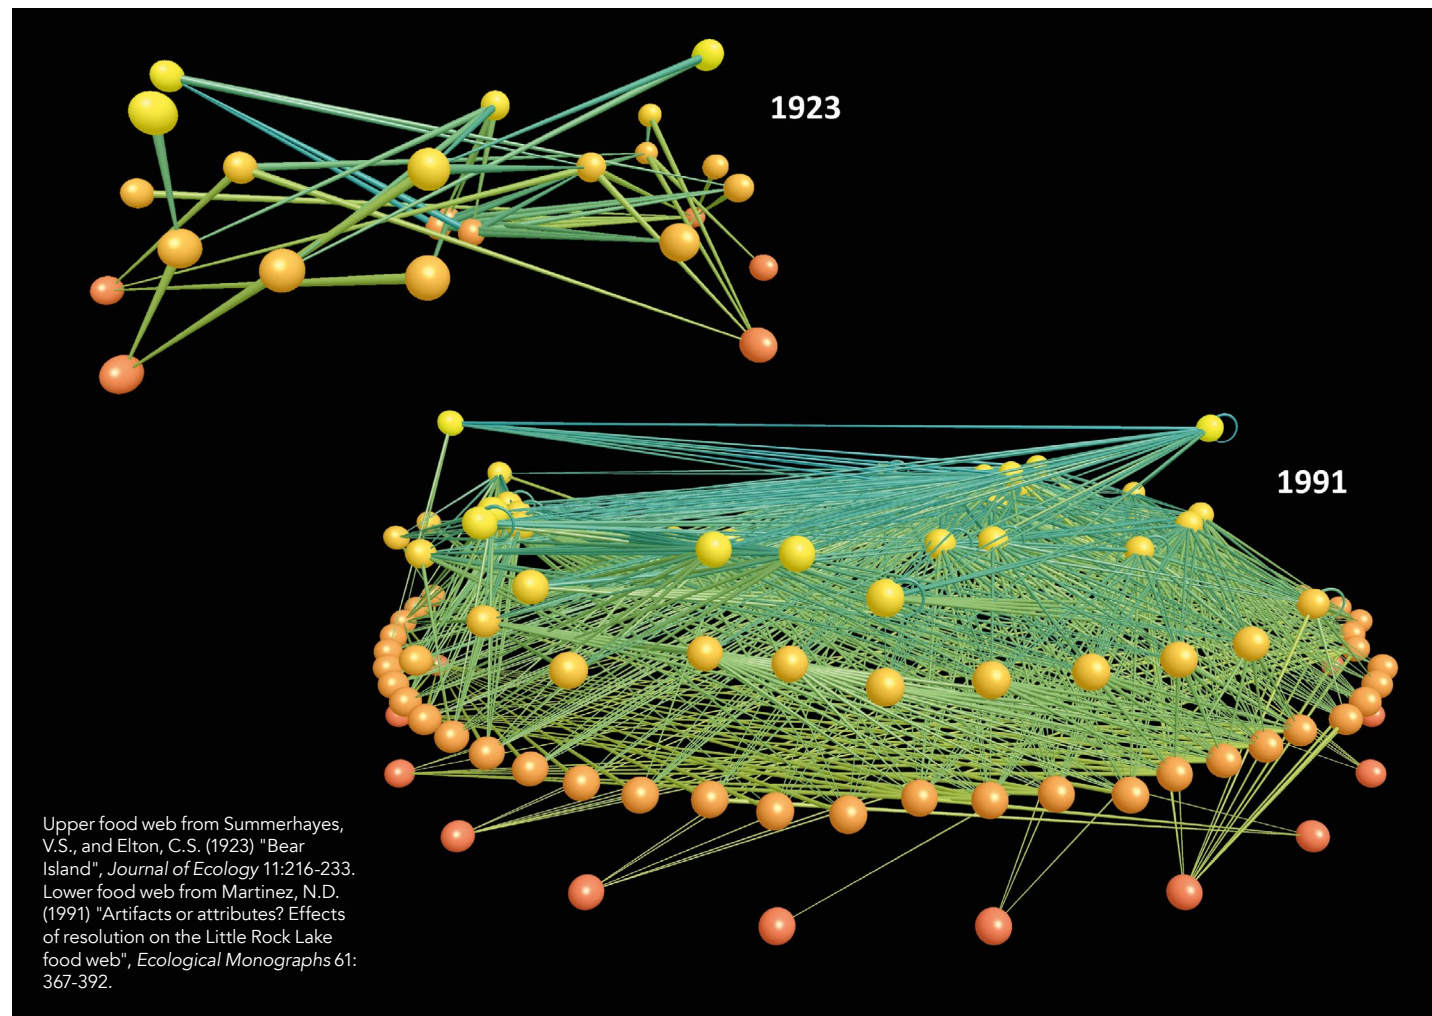 1923
1991
Upper food web from Summerhayes,
V.S., and Elton, C.S. (1923) "Bear
Island", Journal of Ecology 11:216-233.
Lower food web from Martinez, N.D.
(1991) "Artifacts or attributes? Effects
of resolution on the Little Rock Lake
food web", Ecological Monographs 61:
367-392.